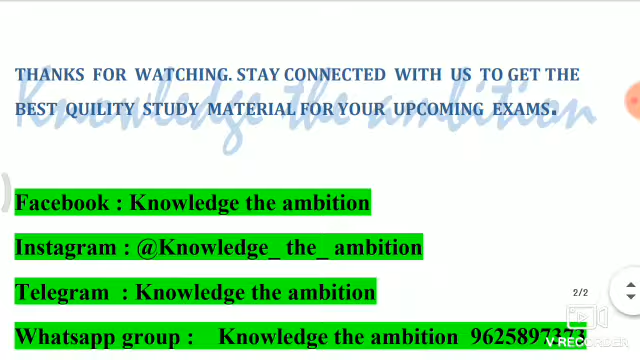 THANKS FOR WATCHING. STAY CONNECTED WITH US TO GET THE
BEST QUILITY STUDY MATERIAL FOR YOUR UPCOMING EXAMS.
Knowledge the ambition
Facebook : Knowledge the ambition
Instagram : @Knowledge_ the_ ambition
Telegram : Knowledge the ambition
2/2
Whatsapp group : Knowledge the ambition 9625897373
V-RECORDER